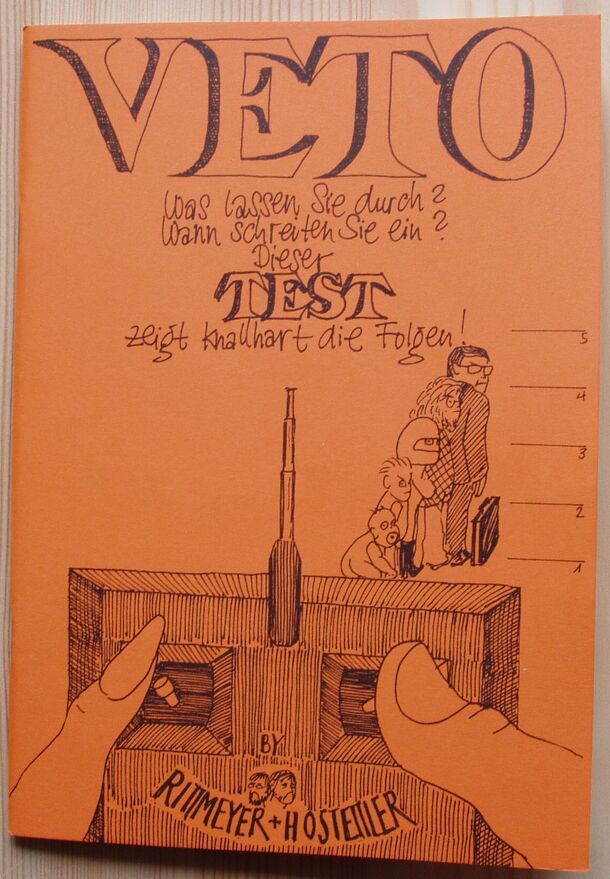 VETO
Was lassen Sie durch?
Wann schreiten Sie ein?
Dieser
TEST
zeigt knallhart die Folgen!
5
4
3
2
1
BY
RITTMEYER + HOSTETTLER